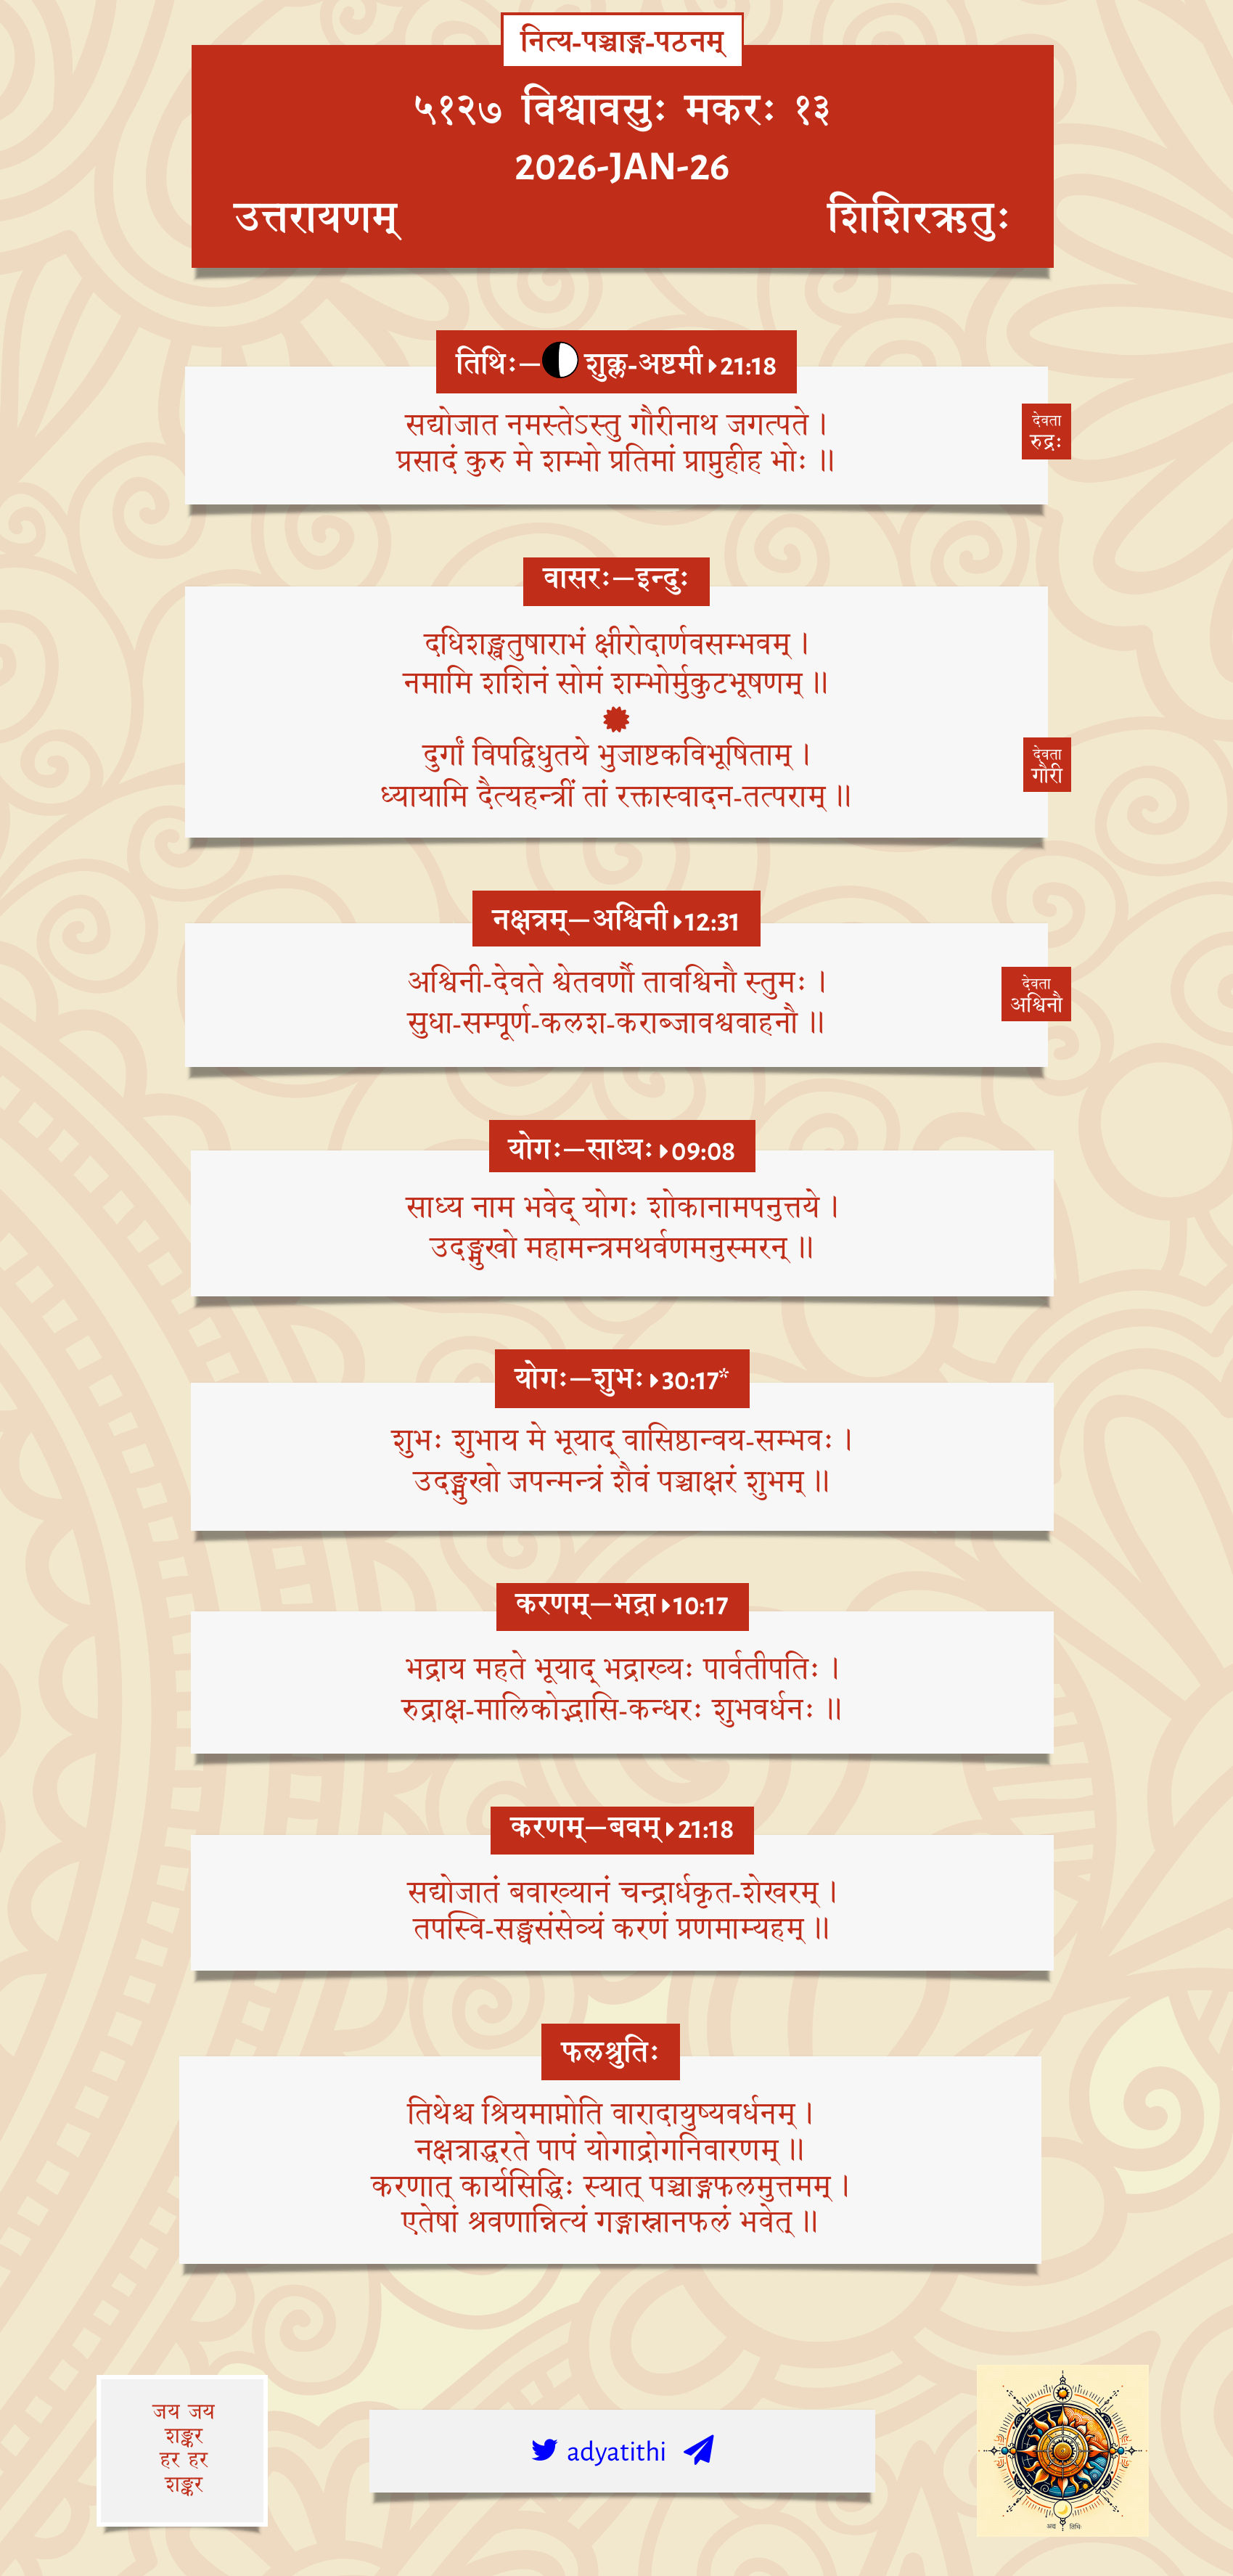 नित्य-पञ्चाङ्ग-पठनम्
५१२७ विश्वावसुः मकरः १३
2026-JAN-26
उत्तरायणम् शिशिरऋतुः
तिथिः—शुक्ल-अष्टमी 21:18
सद्योजात नमस्तेऽस्तु गौरीनाथ जगत्पते ।
प्रसादं कुरु मे शम्भो प्रतिमां प्राप्नुहीह भोः ॥
देवता
रुद्रः
वासरः—इन्दुः
दधिशङ्खतुषाराभं क्षीरोदार्णवसम्भवम् ।
नमामि शशिनं सोमं शम्भोर्मुकुटभूषणम् ॥
दुर्गां विपद्विधुतये भुजाष्टकविभूषिताम् ।
ध्यायामि दैत्यहन्त्रीं तां रक्तास्वादन-तत्पराम् ॥
देवता
गौरी
नक्षत्रम्—अश्विनी 12:31
अश्विनी-देवते श्वेतवर्णौ तावश्विनौ स्तुमः ।
सुधा-सम्पूर्ण-कलश-कराब्जावश्ववाहनौ ॥
देवता
अश्विनौ
योगः—साध्यः 09:08
साध्य नाम भवेद् योगः शोकानामपनुत्तये ।
उदङ्मुखो महामन्त्रमथर्वणमनुस्मरन् ॥
योगः—शुभः 30:17*
शुभः शुभाय मे भूयाद् वासिष्ठान्वय-सम्भवः ।
उदङ्मुखो जपन्मन्त्रं शैवं पञ्चाक्षरं शुभम् ॥
करणम्—भद्रा 10:17
भद्राय महते भूयाद् भद्राख्यः पार्वतीपतिः ।
रुद्राक्ष-मालिकोद्भासि-कन्धरः शुभवर्धनः ॥
करणम्—बवम् 21:18
सद्योजातं बवाख्यानं चन्द्रार्धकृत-शेखरम् ।
तपस्वि-सङ्घसंसेव्यं करणं प्रणमाम्यहम् ॥
फलश्रुतिः
तिथेश्च श्रियमाप्नोति वारादायुष्यवर्धनम् ।
नक्षत्राद्धरते पापं योगाद्रोगनिवारणम् ॥
करणात् कार्यसिद्धिः स्यात् पञ्चाङ्गफलमुत्तमम् ।
एतेषां श्रवणान्नित्यं गङ्गास्नानफलं भवेत् ॥
जय जय
शङ्कर
हर हर
शङ्कर
adyatithi
अद्य तिथिः